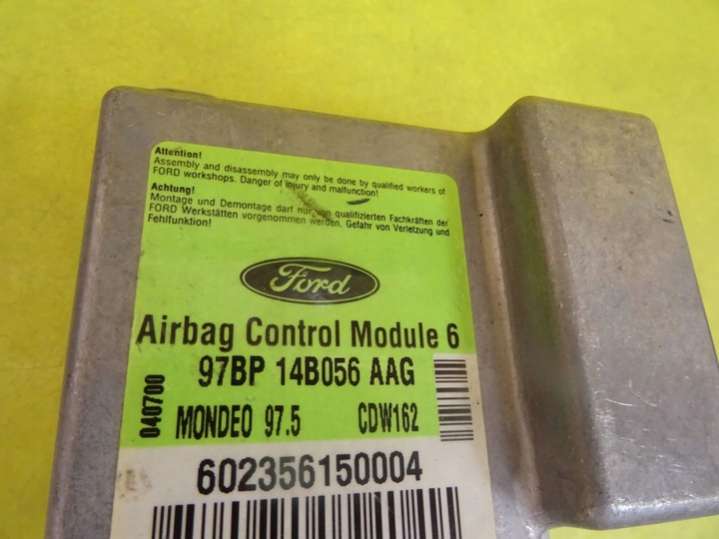 Attention!
Assembly and disassembly may only be done by qualified workers of
FORD workshops. Danger of injury and malfunction!
Achtung!
Montage und Demontage darf nur von qualifizierten Fachkräften der
FORD Werkstätten vorgenommen werden. Gefahr von Verletzung und
Fehlfunktion!
Ford
Airbag Control Module 6
97BP 14B056 AAG
040700
MONDEO 97.5 CDW162
602356150004